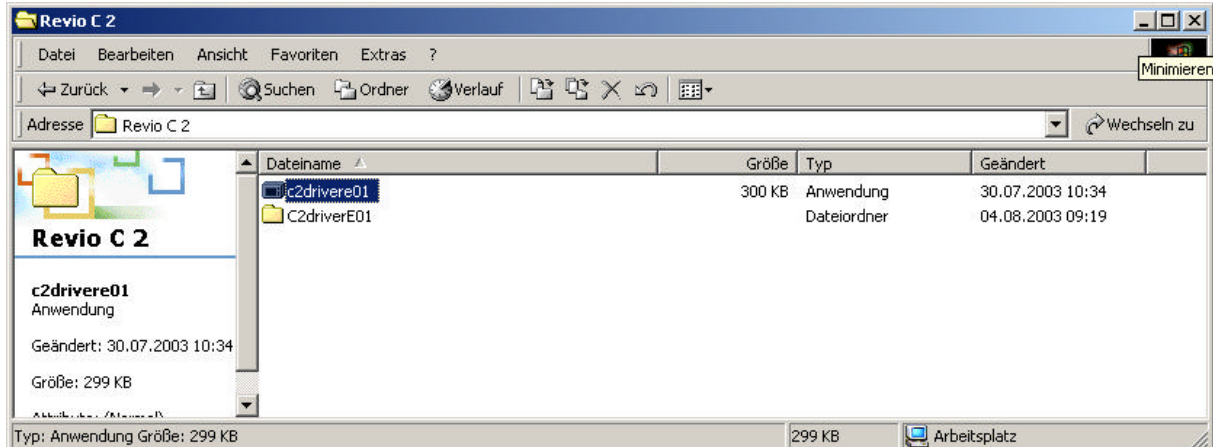 Revio C 2
Datei Bearbeiten Ansicht Favoriten Extras ?
Minimieren
Zurück Suchen Ordner Verlauf
Adresse Revio C 2 Wechseln zu
Dateiname Größe Typ Geändert
c2drivere01 300 KB Anwendung 30.07.2003 10:34
C2driverE01 Dateiordner 04.08.2003 09:19
Revio C 2
c2drivere01
Anwendung
Geändert: 30.07.2003 10:34
Größe: 299 KB
Attribute: (Normal)
Typ: Anwendung Größe: 299 KB 299 KB Arbeitsplatz